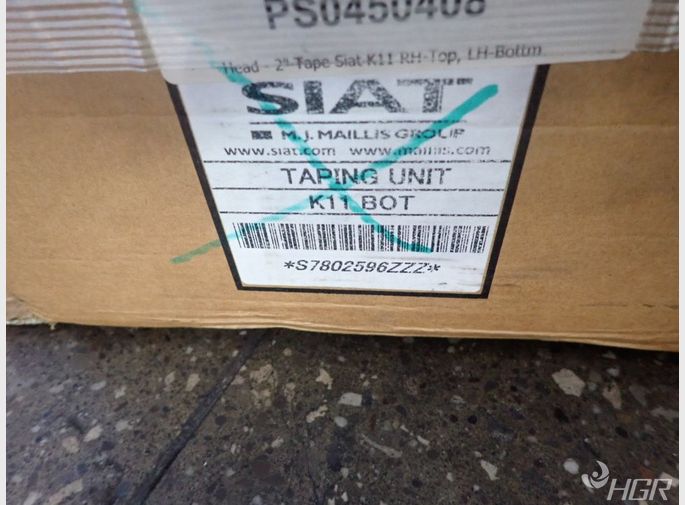 PS0450408
Head - 2" Tape Siat K11 RH-Top, LH-Bottm
SIAT
M.J. MAILLIS GROUP
www.siat.com www.maillis.com
TAPING UNIT
K11 BOT
*S7802596ZZZ*
HGR